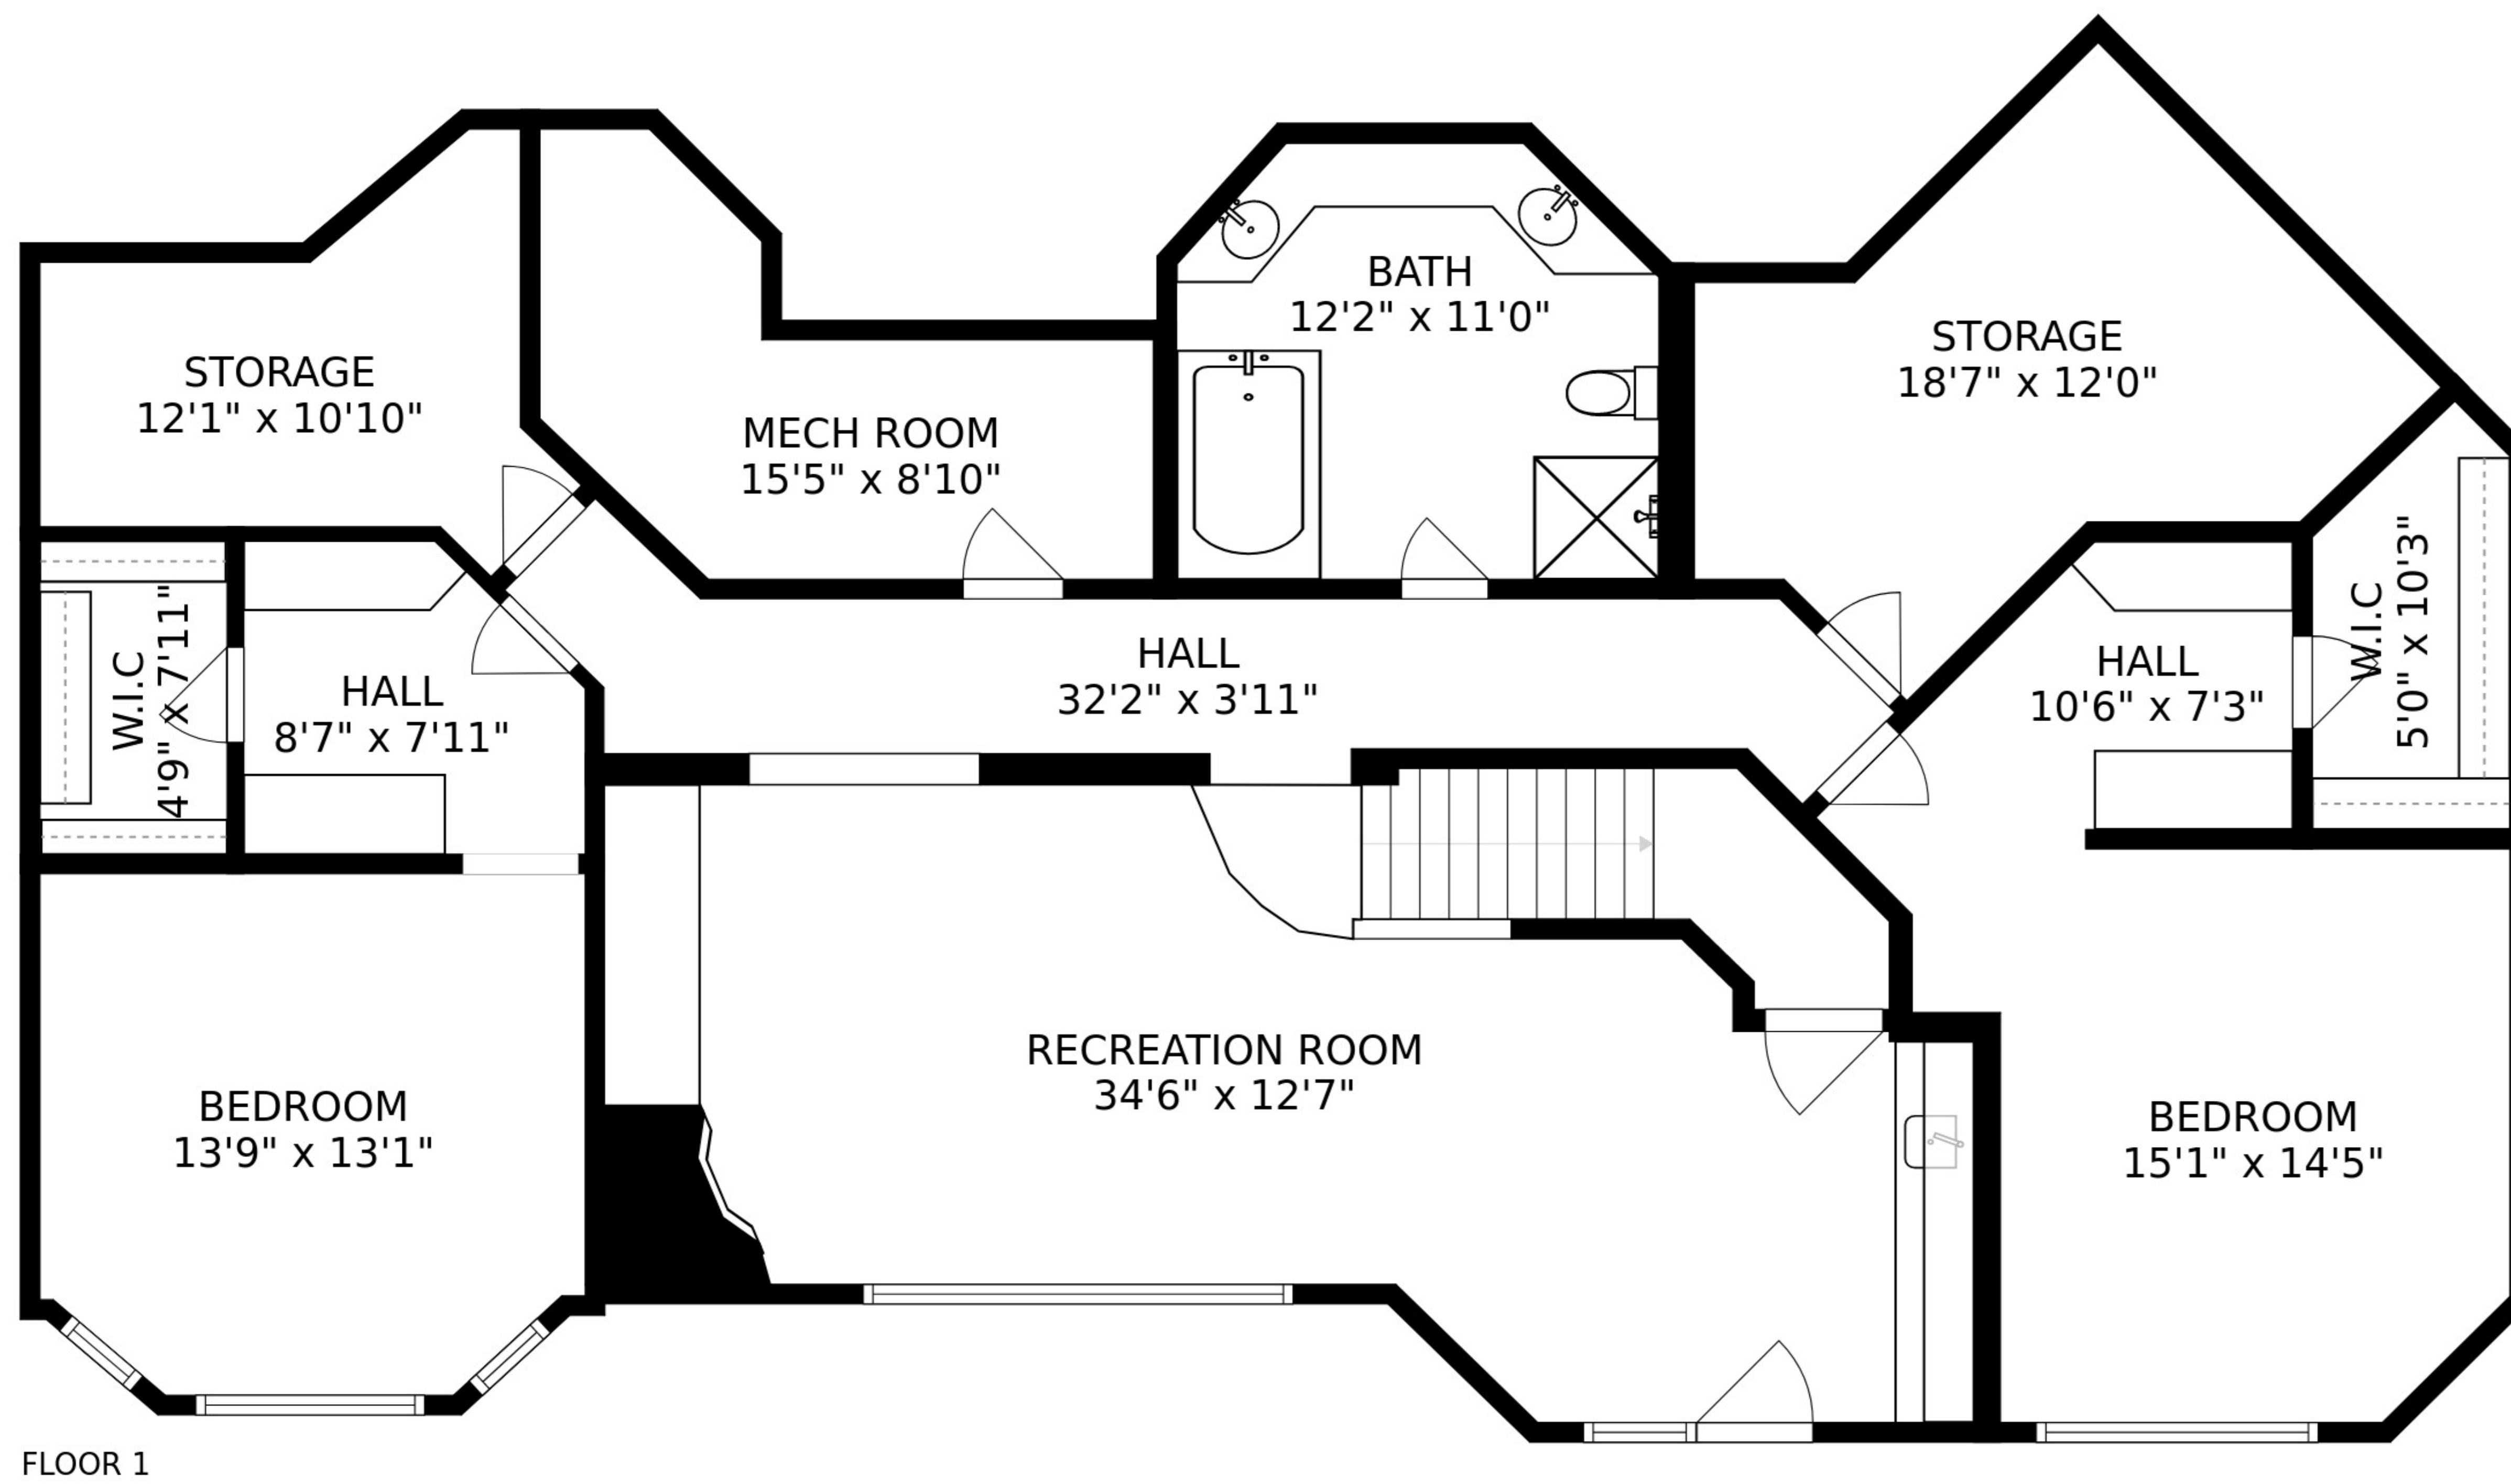 STORAGE
12'1" x 10'10"
MECH ROOM
15'5" x 8'10"
BATH
12'2" x 11'0"
STORAGE
18'7" x 12'0"
W.I.C
4'9" x 7'11"
HALL
8'7" x 7'11"
HALL
32'2" x 3'11"
HALL
10'6" x 7'3"
W.I.C
5'0" x 10'3"
BEDROOM
13'9" x 13'1"
RECREATION ROOM
34'6" x 12'7"
BEDROOM
15'1" x 14'5"
FLOOR 1